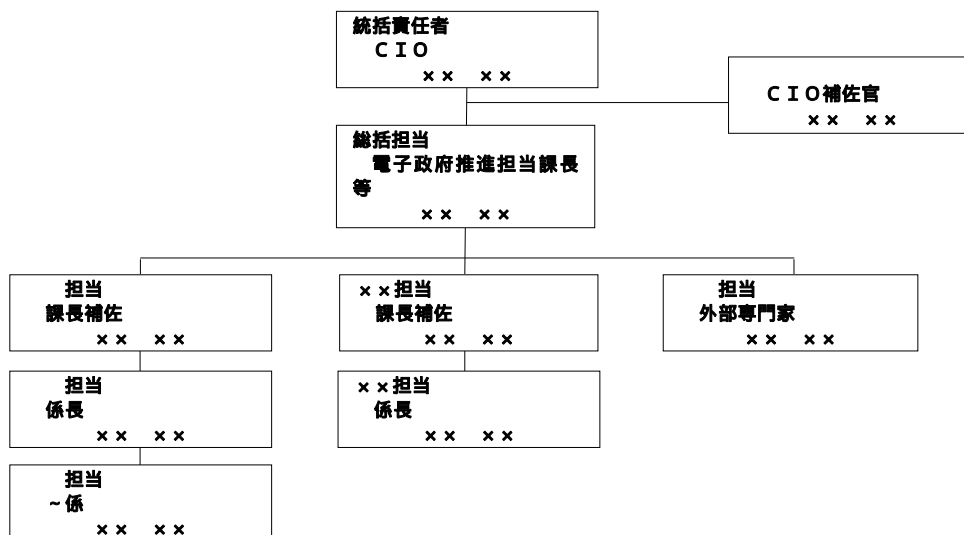 統括責任者
ＣＩＯ
×× ××
ＣＩＯ補佐官
×× ××
総括担当
電子政府推進担当課長
等
×× ××
担当
課長補佐
×× ××
××担当
課長補佐
×× ××
担当
外部専門家
×× ××
担当
係長
×× ××
××担当
係長
×× ××
担当
～係
×× ××